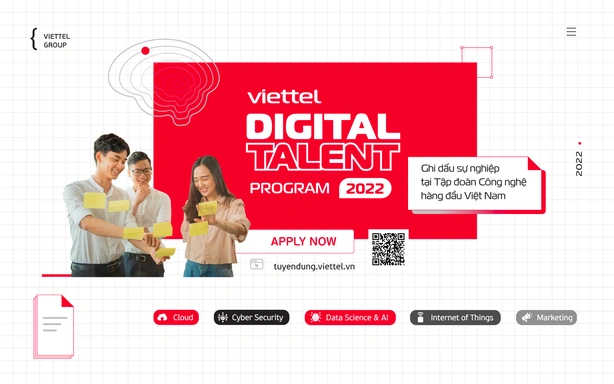 VIETTEL
GROUP
viettel
DIGITAL
TALENT
PROGRAM 2022
Ghi dấu sự nghiệp
tại Tập đoàn Công nghệ
hàng đầu Việt Nam
2022
APPLY NOW
tuyendung.viettel.vn
Cloud
Cyber Security
Data Science & AI
Internet of Things
Marketing